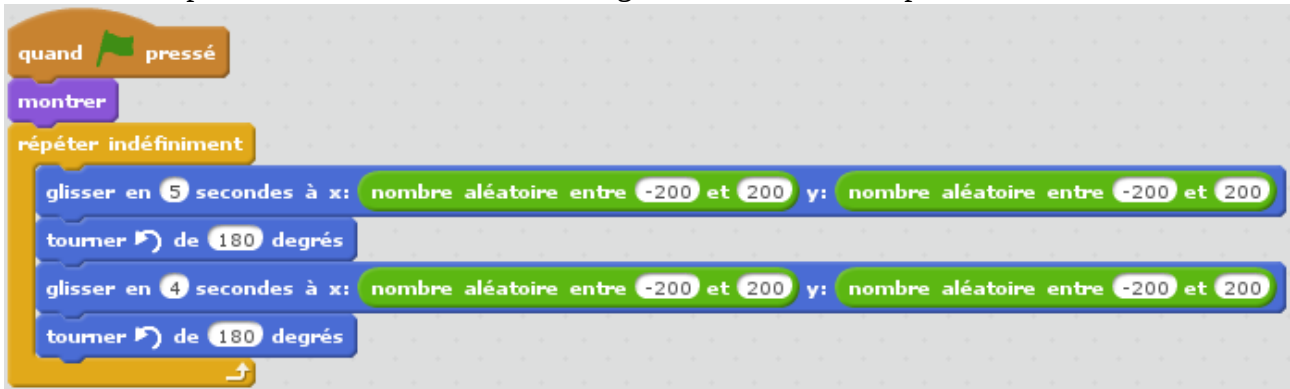 quand pressé
montrer
répéter indéfiniment
glisser en 5 secondes à x: nombre aléatoire entre -200 et 200 y: nombre aléatoire entre -200 et 200
tourner de 180 degrés
glisser en 4 secondes à x: nombre aléatoire entre -200 et 200 y: nombre aléatoire entre -200 et 200
tourner de 180 degrés